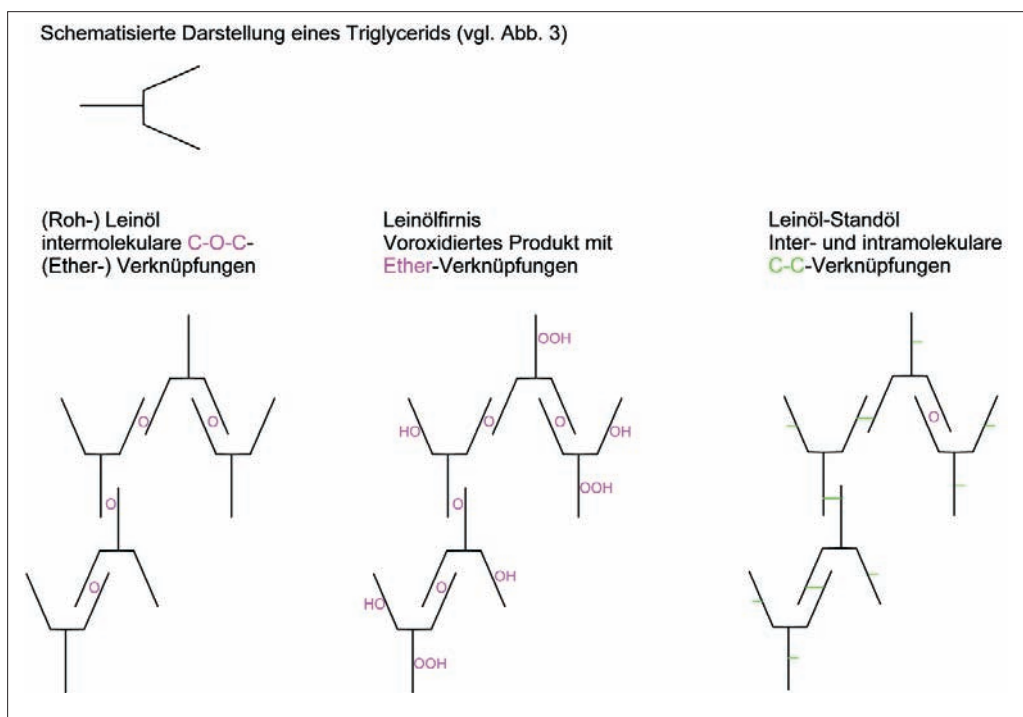 Schematisierte Darstellung eines Triglycerids (vgl. Abb. 3)
(Roh-) Leinöl
intermolekulare C-O-C-
(Ether-) Verknüpfungen
O
O
O
O
Leinölfirnis
Voroxidiertes Produkt mit
Ether-Verknüpfungen
OOH
HO
O
O
OH
OOH
O
OH
O
HO
OOH
Leinöl-Standöl
Inter- und intramolekulare
C-C-Verknüpfungen
O